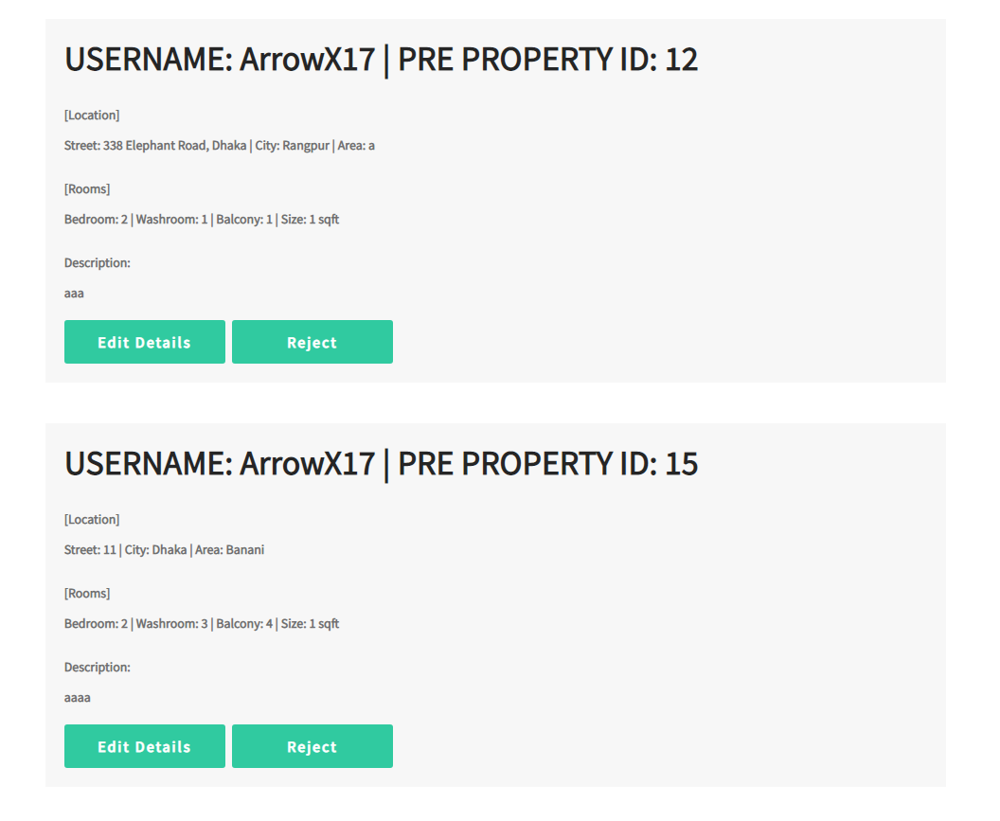 USERNAME: ArrowX17 | PRE PROPERTY ID: 12
[Location]
Street: 338 Elephant Road, Dhaka | City: Rangpur | Area: a
[Rooms]
Bedroom: 2 | Washroom: 1 | Balcony: 1 | Size: 1 sqft
Description:
aaa
Edit Details Reject
USERNAME: ArrowX17 | PRE PROPERTY ID: 15
[Location]
Street: 11 | City: Dhaka | Area: Banani
[Rooms]
Bedroom: 2 | Washroom: 3 | Balcony: 4 | Size: 1 sqft
Description:
aaaa
Edit Details Reject